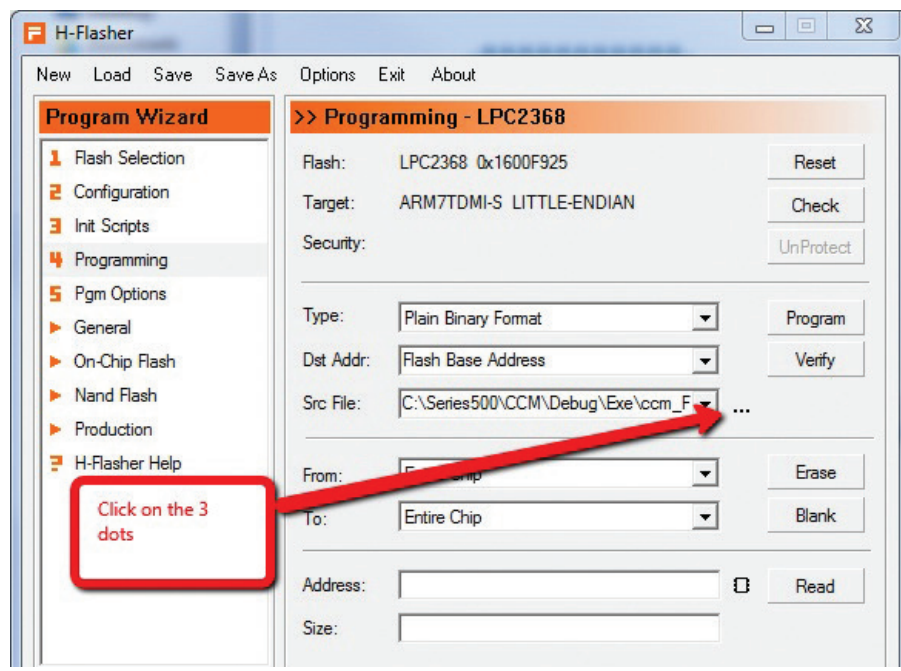 H-Flasher
New Load Save Save As Options Exit About
Program Wizard
1 Flash Selection
2 Configuration
3 Init Scripts
4 Programming
5 Pgm Options
General
On-Chip Flash
Nand Flash
Production
? H-Flasher Help
Click on the 3
dots
>> Programming - LPC2368
Flash: LPC2368 0x1600F925 Reset
Target: ARM7TDMI-S LITTLE-ENDIAN Check
Security: UnProtect
Type: Plain Binary Format Program
Dst Addr: Flash Base Address Verify
Src File: C:\Series500\CCM\Debug\Exe\ccm_F ...
From: Chip Erase
To: Entire Chip Blank
Address: Read
Size: